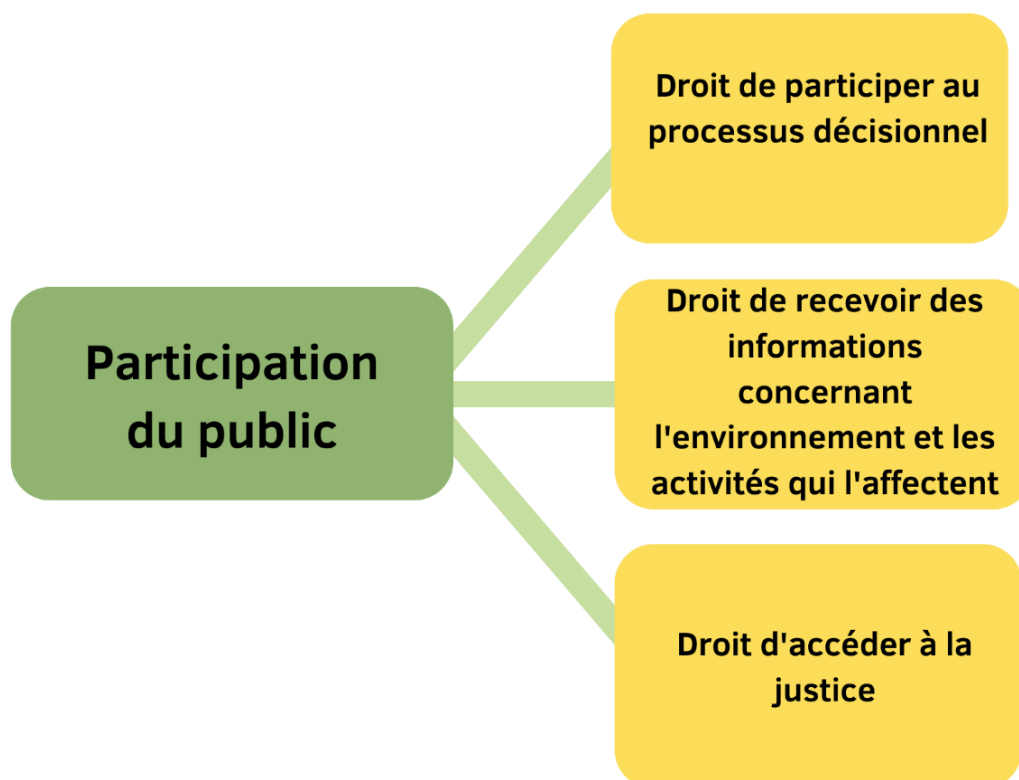 Droit de participer au
processus décisionnel
Participation
du public
Droit de recevoir des
informations
concernant
l'environnement et les
activités qui l'affectent
Droit d'accéder à la
justice